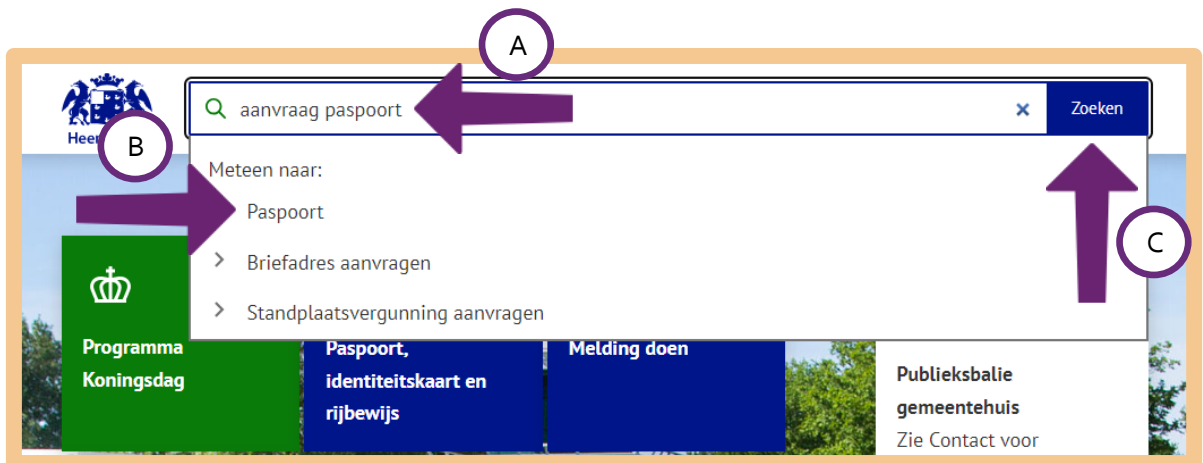 A
aanvraag paspoort
Zoeken
Heer
B
Meteen naar:
Paspoort
C
Briefadres aanvragen
Standplaatsvergunning aanvragen
Programma
Koningsdag
Paspoort,
identiteitskaart en
rijbewijs
Melding doen
Publieksbalie
gemeentehuis
Zie Contact voor